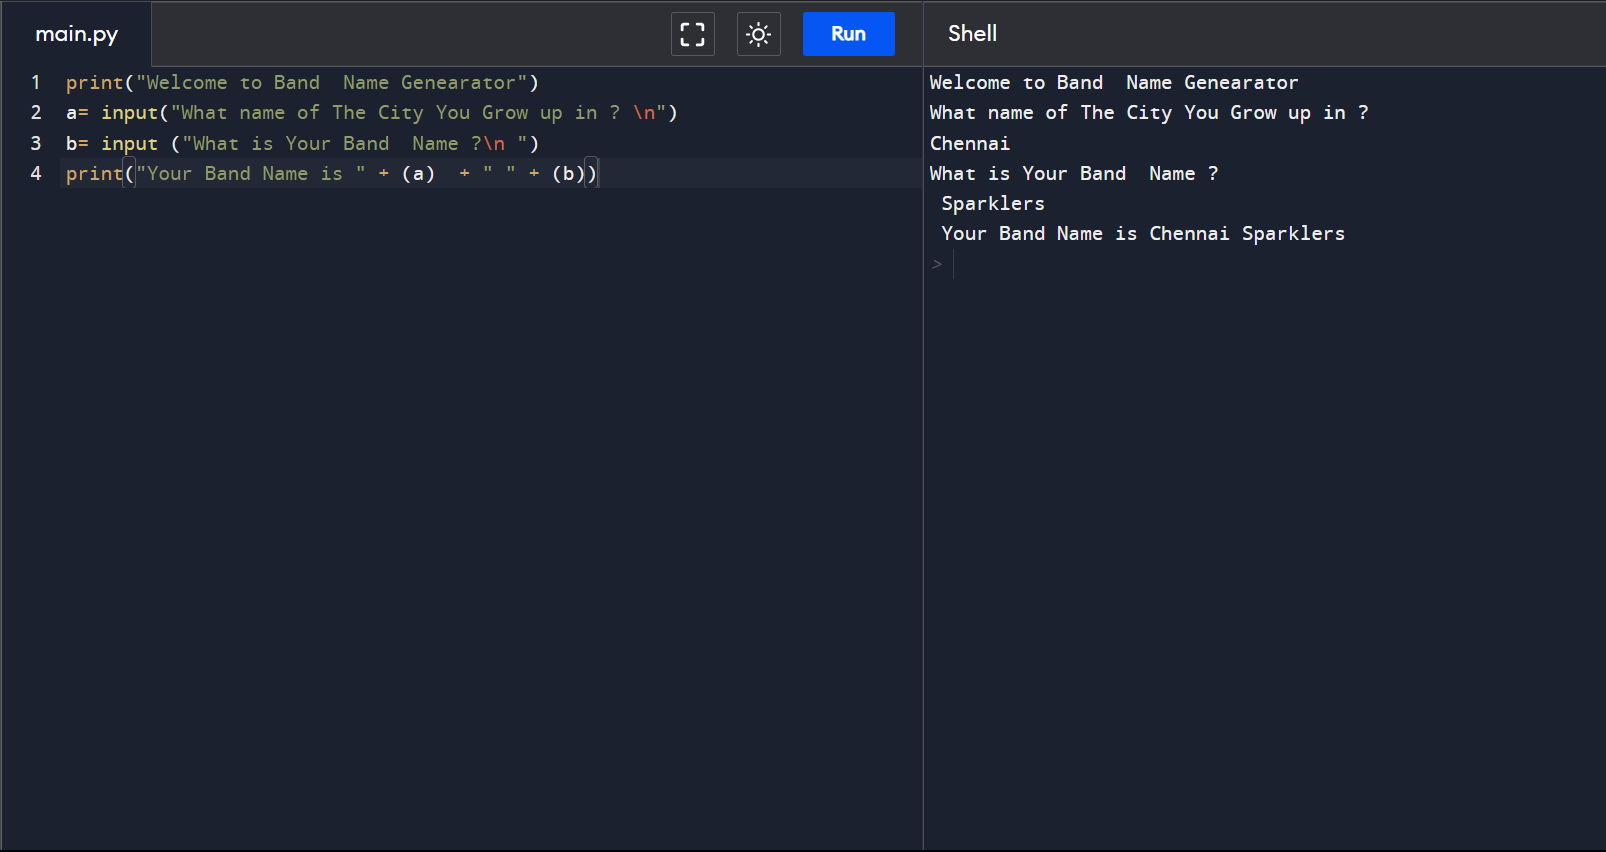 main.py
Run
Shell
1 print("Welcome to Band  Name Genearator")
2 a= input("What name of The City You Grow up in ? \n")
3 b= input ("What is Your Band  Name ?\n ")
4 print("Your Band Name is " + (a)  + " " + (b))
Welcome to Band  Name Genearator
What name of The City You Grow up in ?
Chennai
What is Your Band  Name ?
 Sparklers
 Your Band Name is Chennai Sparklers
>